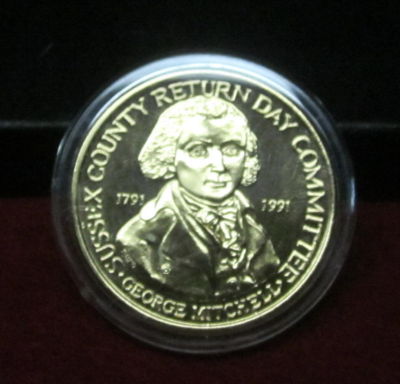 SUSSEX COUNTY RETURN DAY COMMITTEE
1791 1991
· GEORGE MITCHELL ·